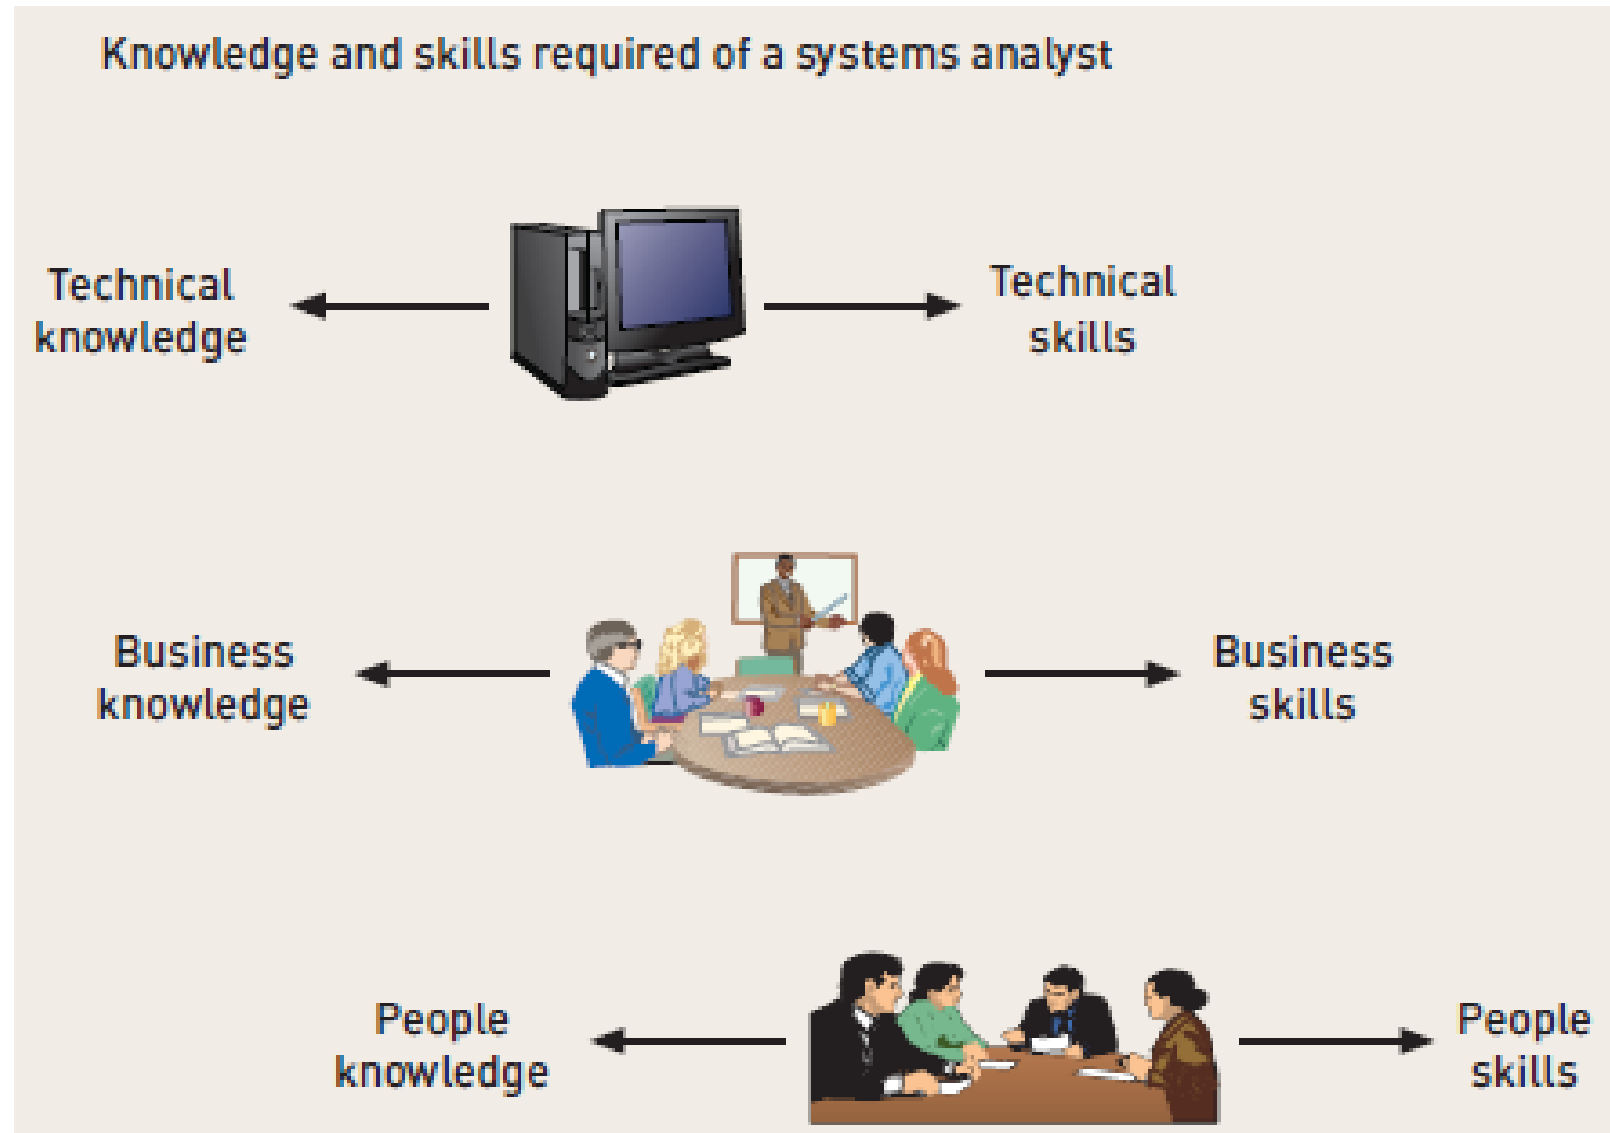 Knowledge and skills required of a systems analyst
Technical
knowledge
Technical
skills
Business
knowledge
Business
skills
People
knowledge
People
skills